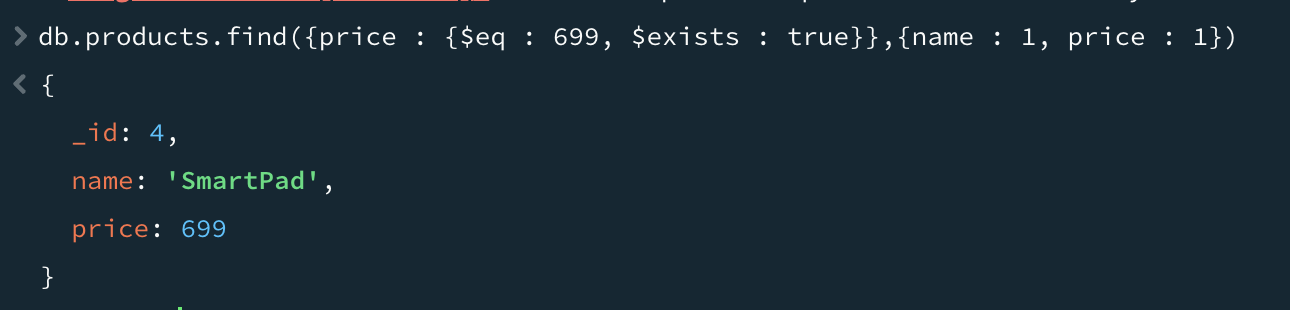 > db.products.find({price : {$eq : 699, $exists : true}},{name : 1, price : 1})
< {
_id: 4,
name: 'SmartPad',
price: 699
}